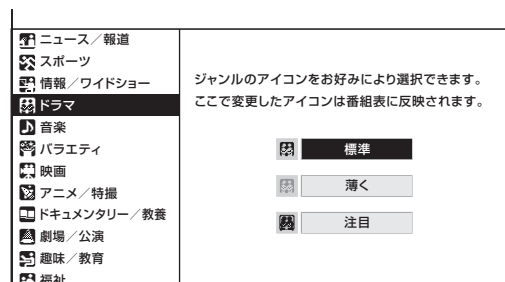 ニュース／報道
スポーツ
情報／ワイドショー
ドラマ
音楽
バラエティ
映画
アニメ／特撮
ドキュメンタリー／教養
劇場／公演
趣味／教育
福祉
ジャンルのアイコンをお好みにより選択できます。
ここで変更したアイコンは番組表に反映されます。
標準
薄く
注目